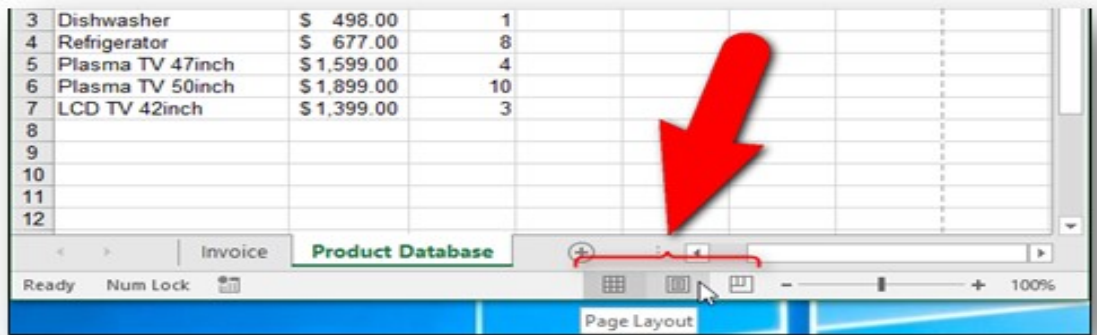 3 Dishwasher $ 498.00 1
4 Refrigerator $ 677.00 8
5 Plasma TV 47inch $1,599.00 4
6 Plasma TV 50inch $1,899.00 10
7 LCD TV 42inch $1,399.00 3
8
9
10
11
12
Invoice Product Database
Ready Num Lock 100%
Page Layout